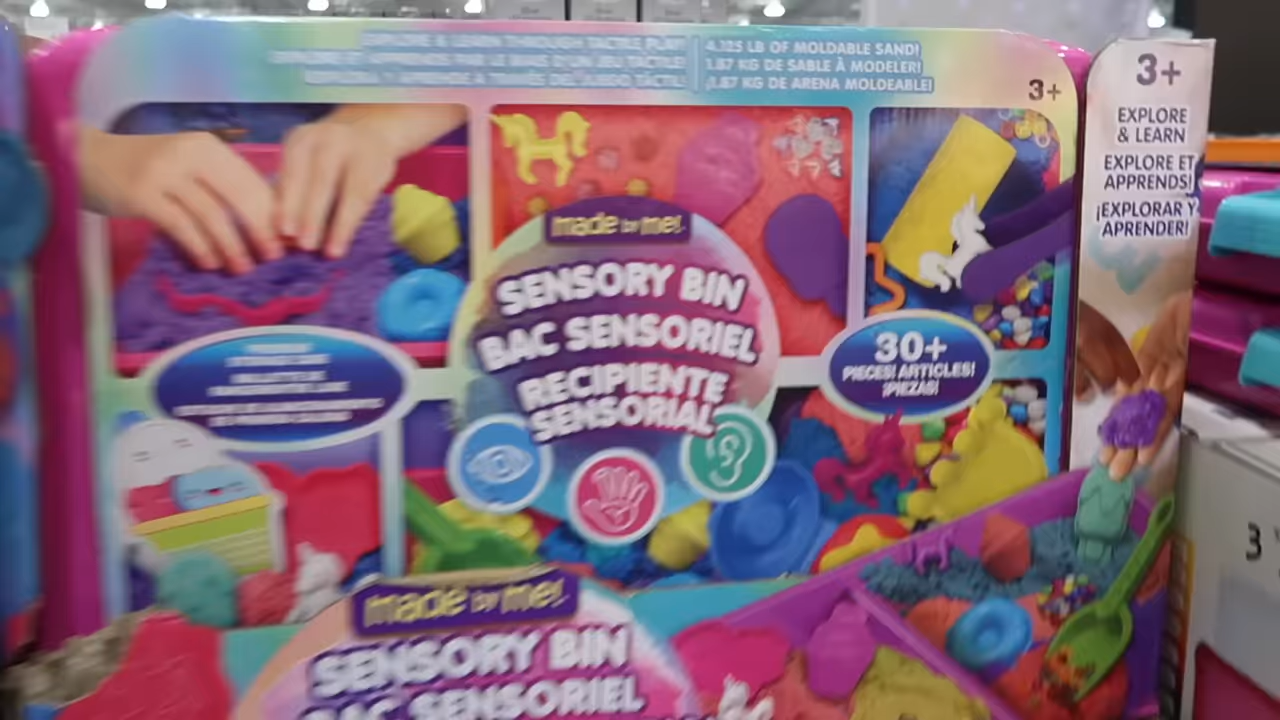 EXPLORE & LEARN THROUGH TACTILE PLAY!
4.125 LB OF MOLDABLE SAND!
1.87 KG DE SABLE À MODELER!
¡1.87 KG DE ARENA MOLDEABLE!
3+
made by me!
SENSORY BIN
BAC SENSORIEL
RECIPIENTE
SENSORIAL
30+
PIECES! ARTICLES!
¡PIEZAS!
3+
EXPLORE
& LEARN
EXPLORE ET
APPRENDS!
¡EXPLORAR Y
APRENDER!
made by me!
SENSORY BIN
BAC SENSORIEL
3